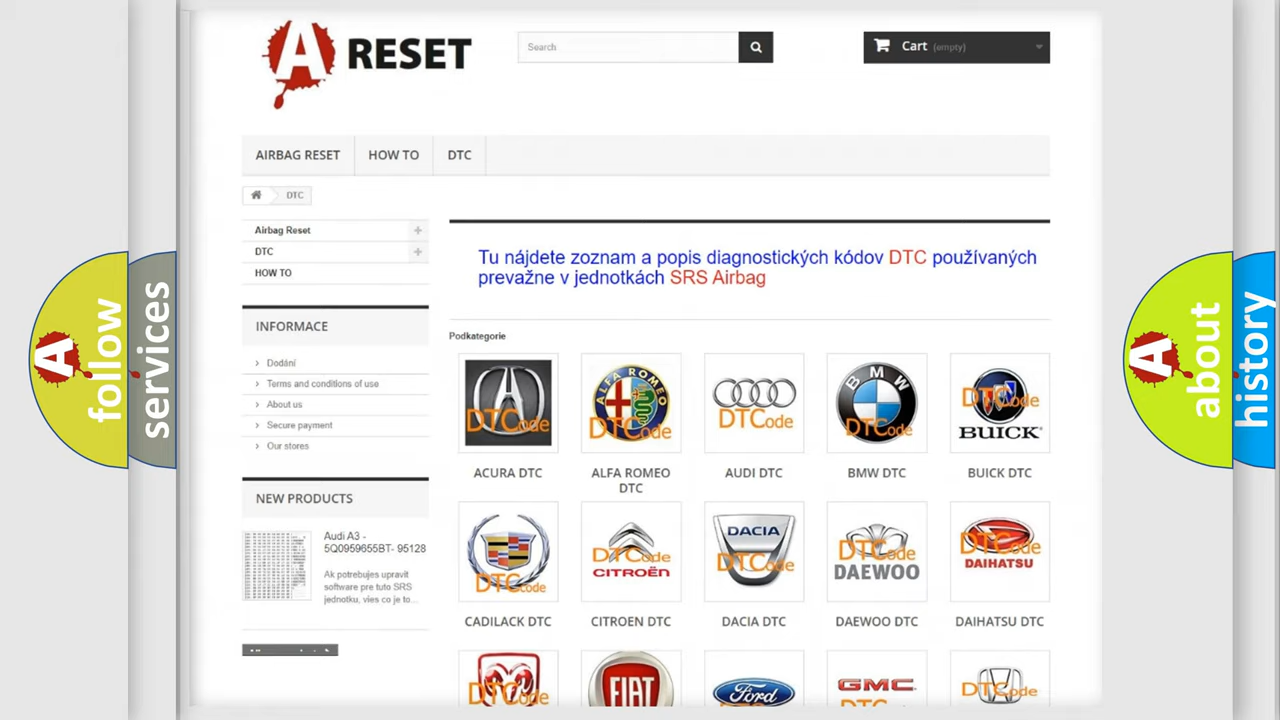 A RESET
Search
Cart (empty)
AIRBAG RESET
HOW TO
DTC
DTC
Airbag Reset
DTC
HOW TO
Tu nájdete zoznam a popis diagnostických kódov DTC používaných
prevažne v jednotkách SRS Airbag
INFORMACE
Dodání
Terms and conditions of use
About us
Secure payment
Our stores
Podkategorie
DTCode
ALFA ROMEO
DTCode
DTCode
BMW
DTCode
DTCode
BUICK
ACURA DTC
ALFA ROMEO
DTC
AUDI DTC
BMW DTC
BUICK DTC
NEW PRODUCTS
Audi A3 -
5Q0959655BT- 95128
Ak potrebujes upravit
software pre tuto SRS
jednotku, vies co je to...
DTCode
DTCode
CITROËN
DACIA
DTCode
DTCode
DAEWOO
DTCode
DAIHATSU
CADILACK DTC
CITROEN DTC
DACIA DTC
DAEWOO DTC
DAIHATSU DTC
DTCode
FIAT
Ford
GMC
DTCode
A follow
services
A about
history